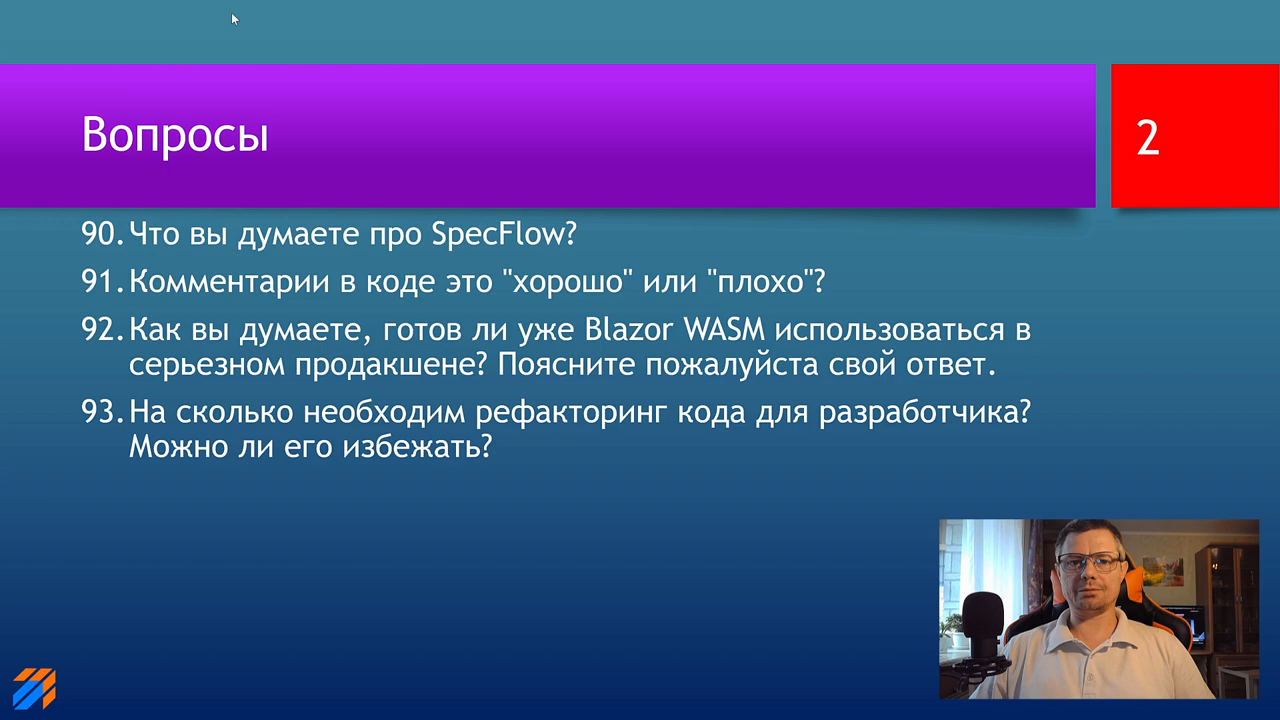 Вопросы
2
90. Что вы думаете про SpecFlow?
91. Комментарии в коде это "хорошо" или "плохо"?
92. Как вы думаете, готов ли уже Blazor WASM использоваться в
серьезном продакшене? Поясните пожалуйста свой ответ.
93. На сколько необходим рефакторинг кода для разработчика?
Можно ли его избежать?